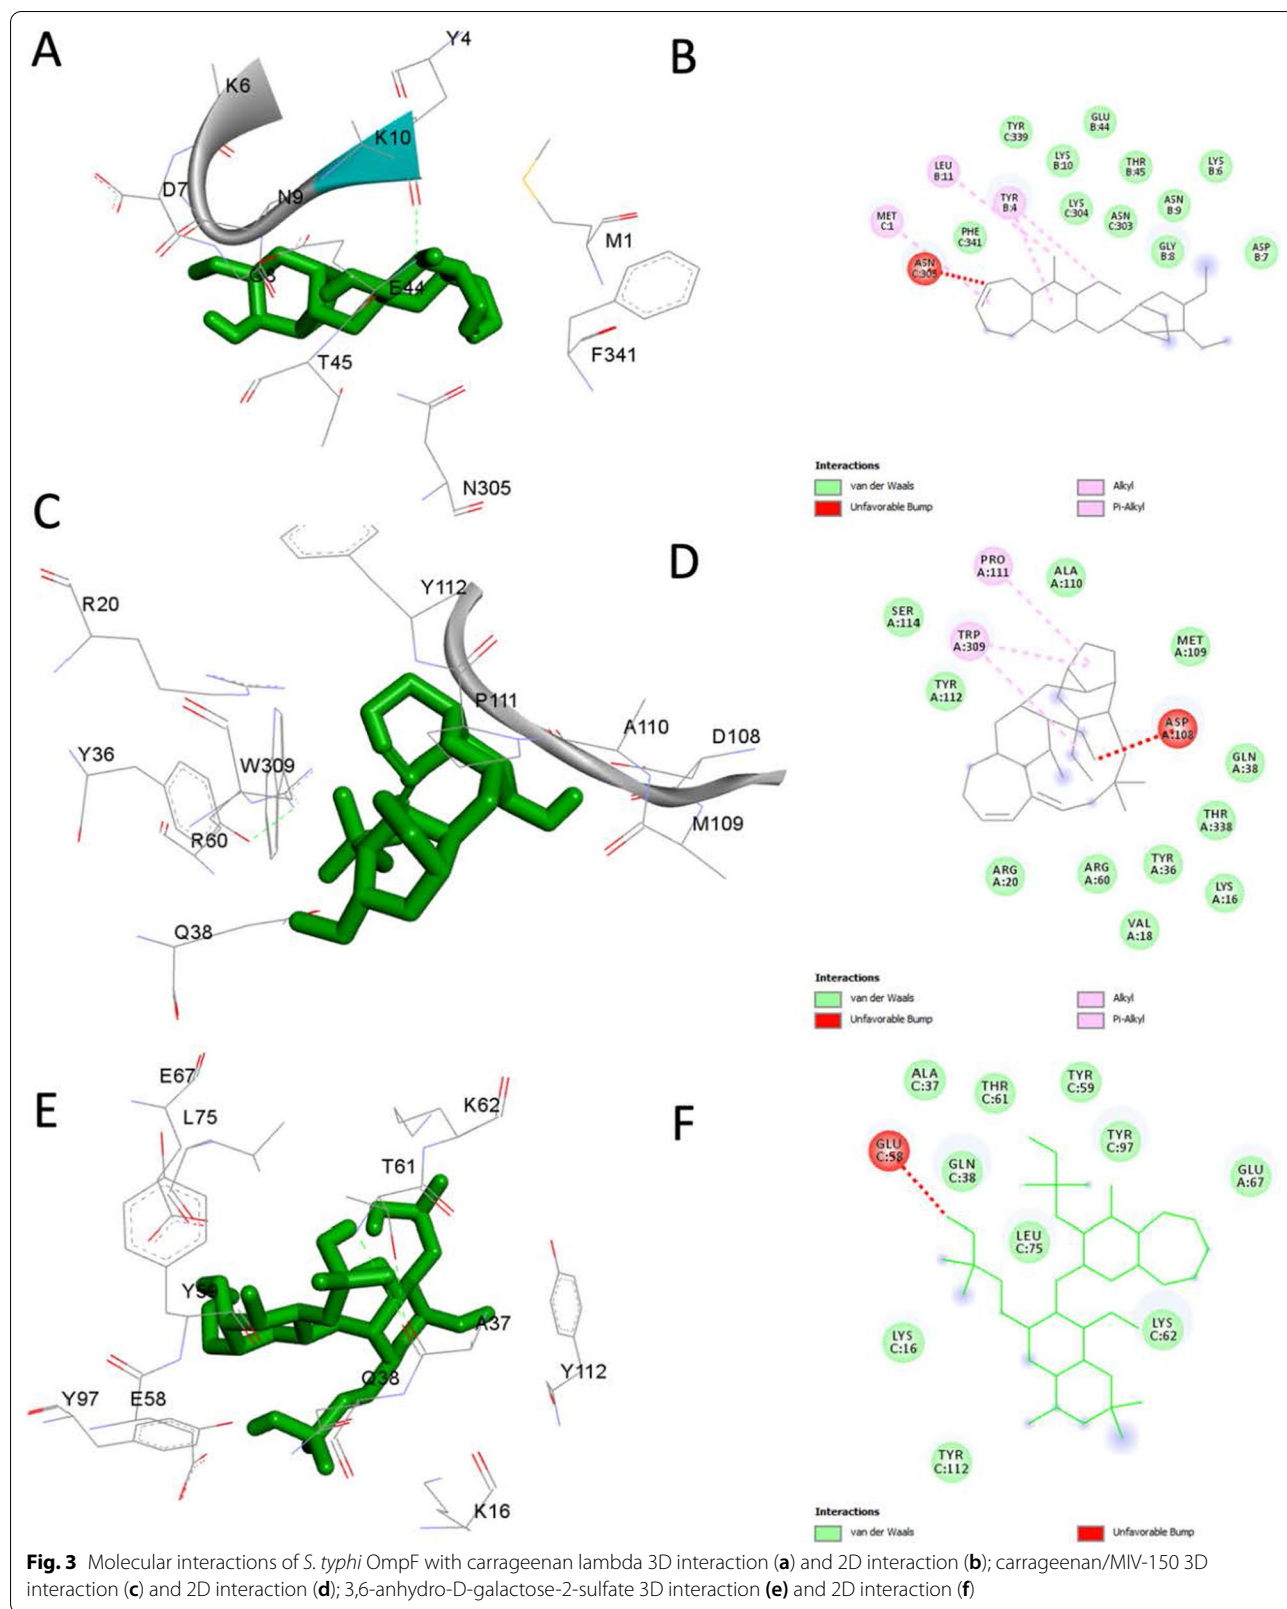 A
Y4
K6
K10
D7
N9
M1
G8
E44
T45
F341
N305
B
TYR
C:339
GLU
B:44
LEU
B:11
LYS
B:10
THR
B:45
LYS
B:6
TYR
B:4
MET
C:1
LYS
C:304
ASN
C:303
ASN
B:9
PHE
C:341
GLY
B:8
ASP
B:7
ASN
C:305
Interactions
van der Waals
Unfavorable Bump
Alkyl
Pi-Alkyl
C
Y112
R20
P111
A110
D108
Y36
W309
R60
M109
Q38
D
PRO
A:111
ALA
A:110
SER
A:114
TRP
A:309
MET
A:109
TYR
A:112
ASP
A:108
GLN
A:38
THR
A:338
ARG
A:20
ARG
A:60
TYR
A:36
LYS
A:16
VAL
A:18
Interactions
van der Waals
Unfavorable Bump
Alkyl
Pi-Alkyl
E
E67
L75
K62
T61
Y59
A37
Q38
Y112
Y97
E58
K16
F
ALA
C:37
THR
C:61
TYR
C:59
GLU
C:58
GLN
C:38
TYR
C:97
GLU
A:67
LEU
C:75
LYS
C:16
LYS
C:62
TYR
C:112
Interactions
van der Waals
Unfavorable Bump
Fig. 3 Molecular interactions of S. typhi OmpF with carrageenan lambda 3D interaction (a) and 2D interaction (b); carrageenan/MIV-150 3D
interaction (c) and 2D interaction (d); 3,6-anhydro-D-galactose-2-sulfate 3D interaction (e) and 2D interaction (f)